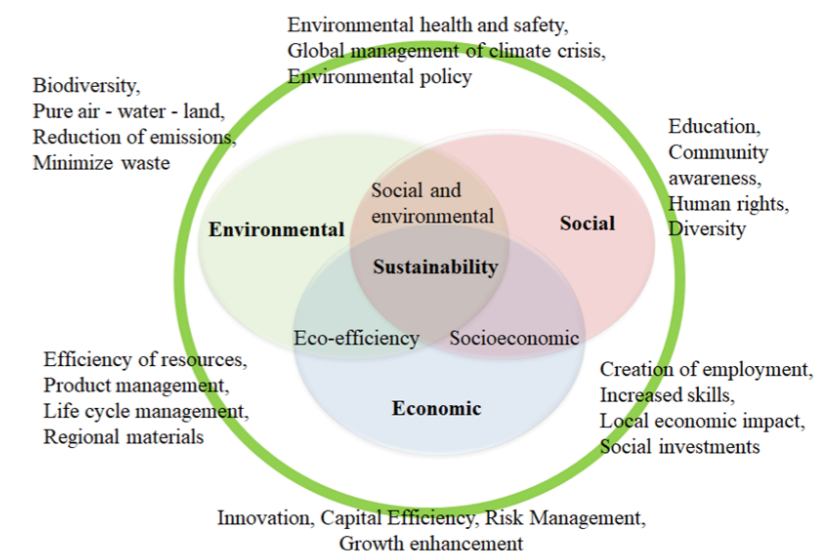 Environmental health and safety,
Global management of climate crisis,
Environmental policy
Biodiversity,
Pure air - water - land,
Reduction of emissions,
Minimize waste
Education,
Community
awareness,
Human rights,
Diversity
Social and
environmental
Environmental
Social
Sustainability
Eco-efficiency
Socioeconomic
Economic
Efficiency of resources,
Product management,
Life cycle management,
Regional materials
Creation of employment,
Increased skills,
Local economic impact,
Social investments
Innovation, Capital Efficiency, Risk Management,
Growth enhancement